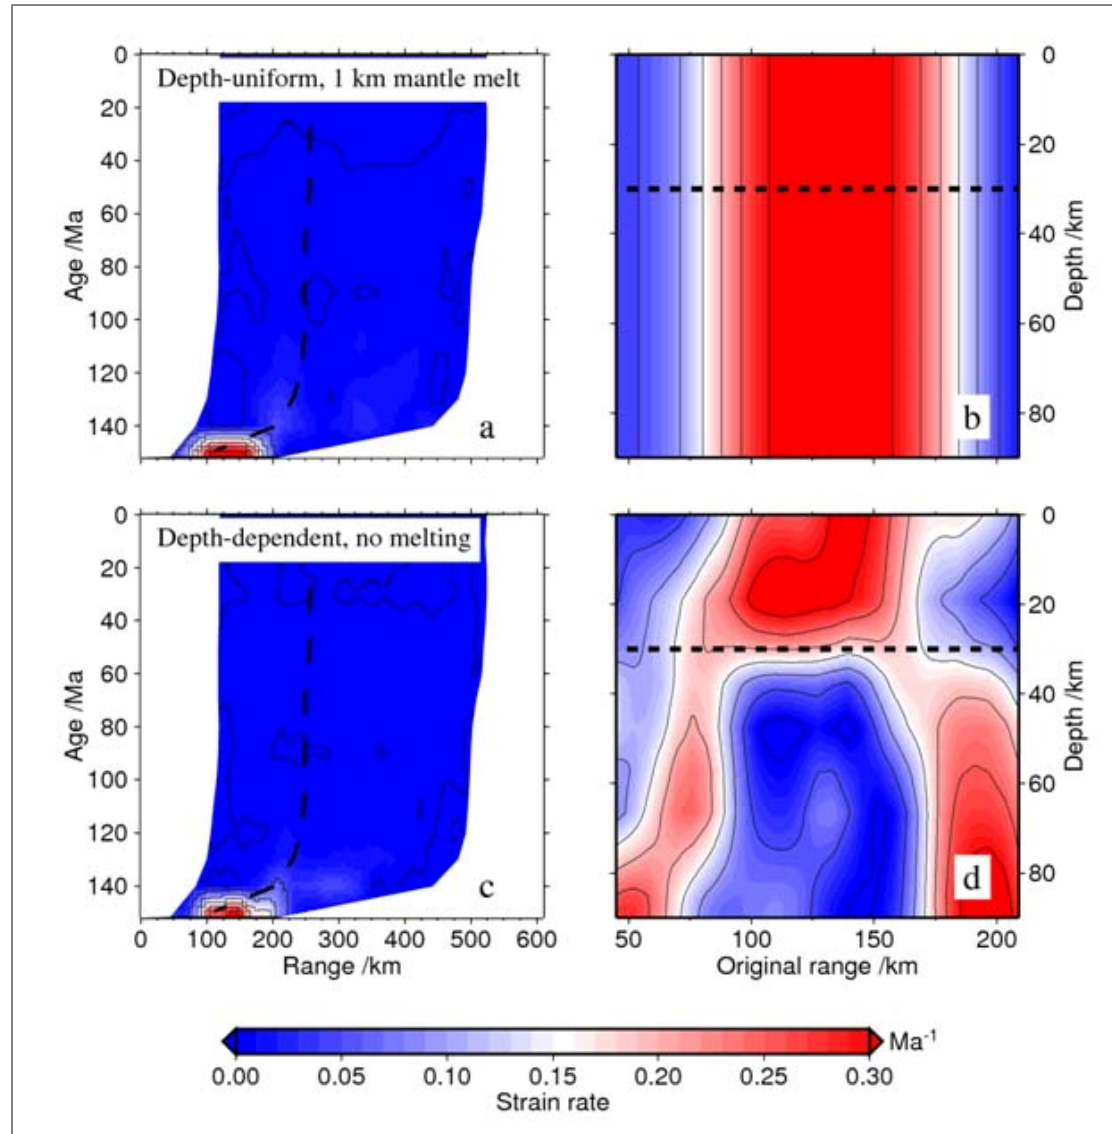 Depth-uniform, 1 km mantle melt
0
20
40
60
80
100
120
140
Age /Ma
a
0
20
40
60
80
Depth /km
b
Depth-dependent, no melting
0
20
40
60
80
100
120
140
Age /Ma
c
0 100 200 300 400 500 600
Range /km
0
20
40
60
80
Depth /km
d
50 100 150 200
Original range /km
0.00 0.05 0.10 0.15 0.20 0.25 0.30
Ma⁻¹
Strain rate